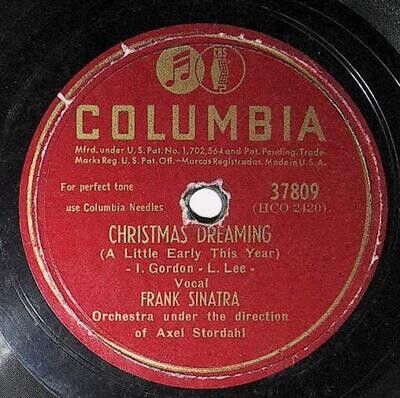 CBS
COLUMBIA
Mfrd. under U.S. Pat. No. 1,702,564 and Pat. Pending. Trade-
Marks Reg. U.S. Pat. Off.—Marcas Registradas. Made in U.S.A.
For perfect tone
use Columbia Needles
37809
(HCO 2420)
CHRISTMAS DREAMING
(A Little Early This Year)
- I. Gordon - L. Lee -
Vocal
FRANK SINATRA
Orchestra under the direction
of Axel Stordahl